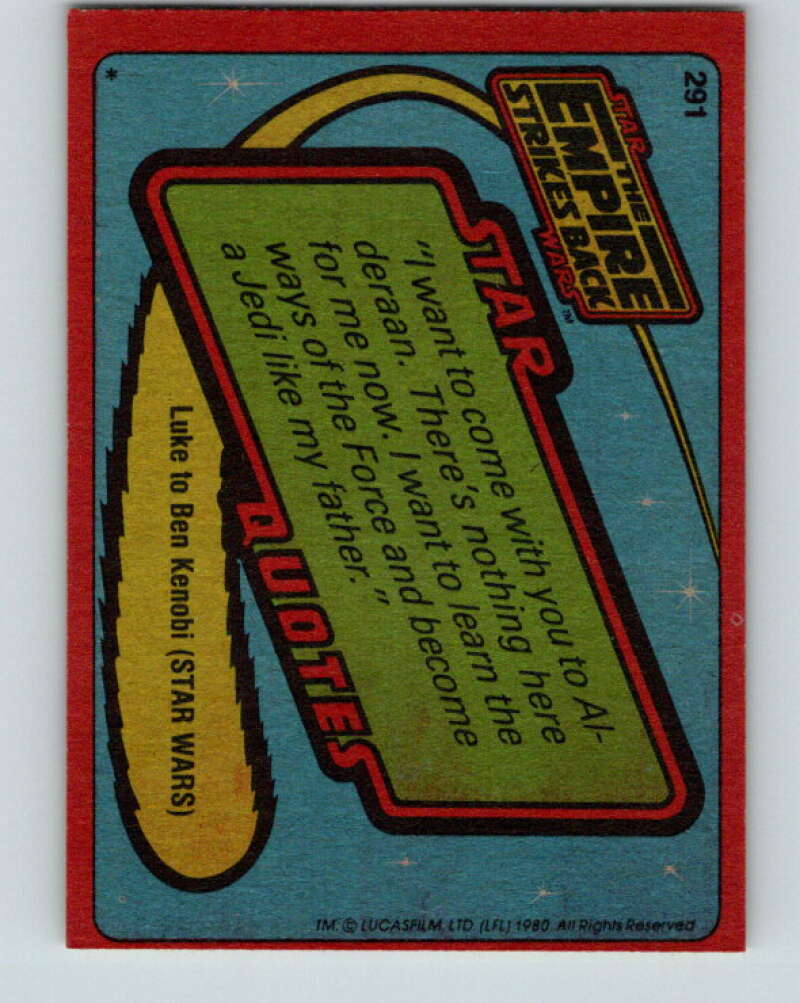 291
STAR
THE
EMPIRE
STRIKES BACK
WARS™
STAR
"I want to come with you to Al-
deraan. There's nothing here
for me now. I want to learn the
ways of the Force and become
a Jedi like my father."
QUOTES
Luke to Ben Kenobi (STAR WARS)
*
TM: © LUCASFILM, LTD. (LFL) 1980. All Rights Reserved